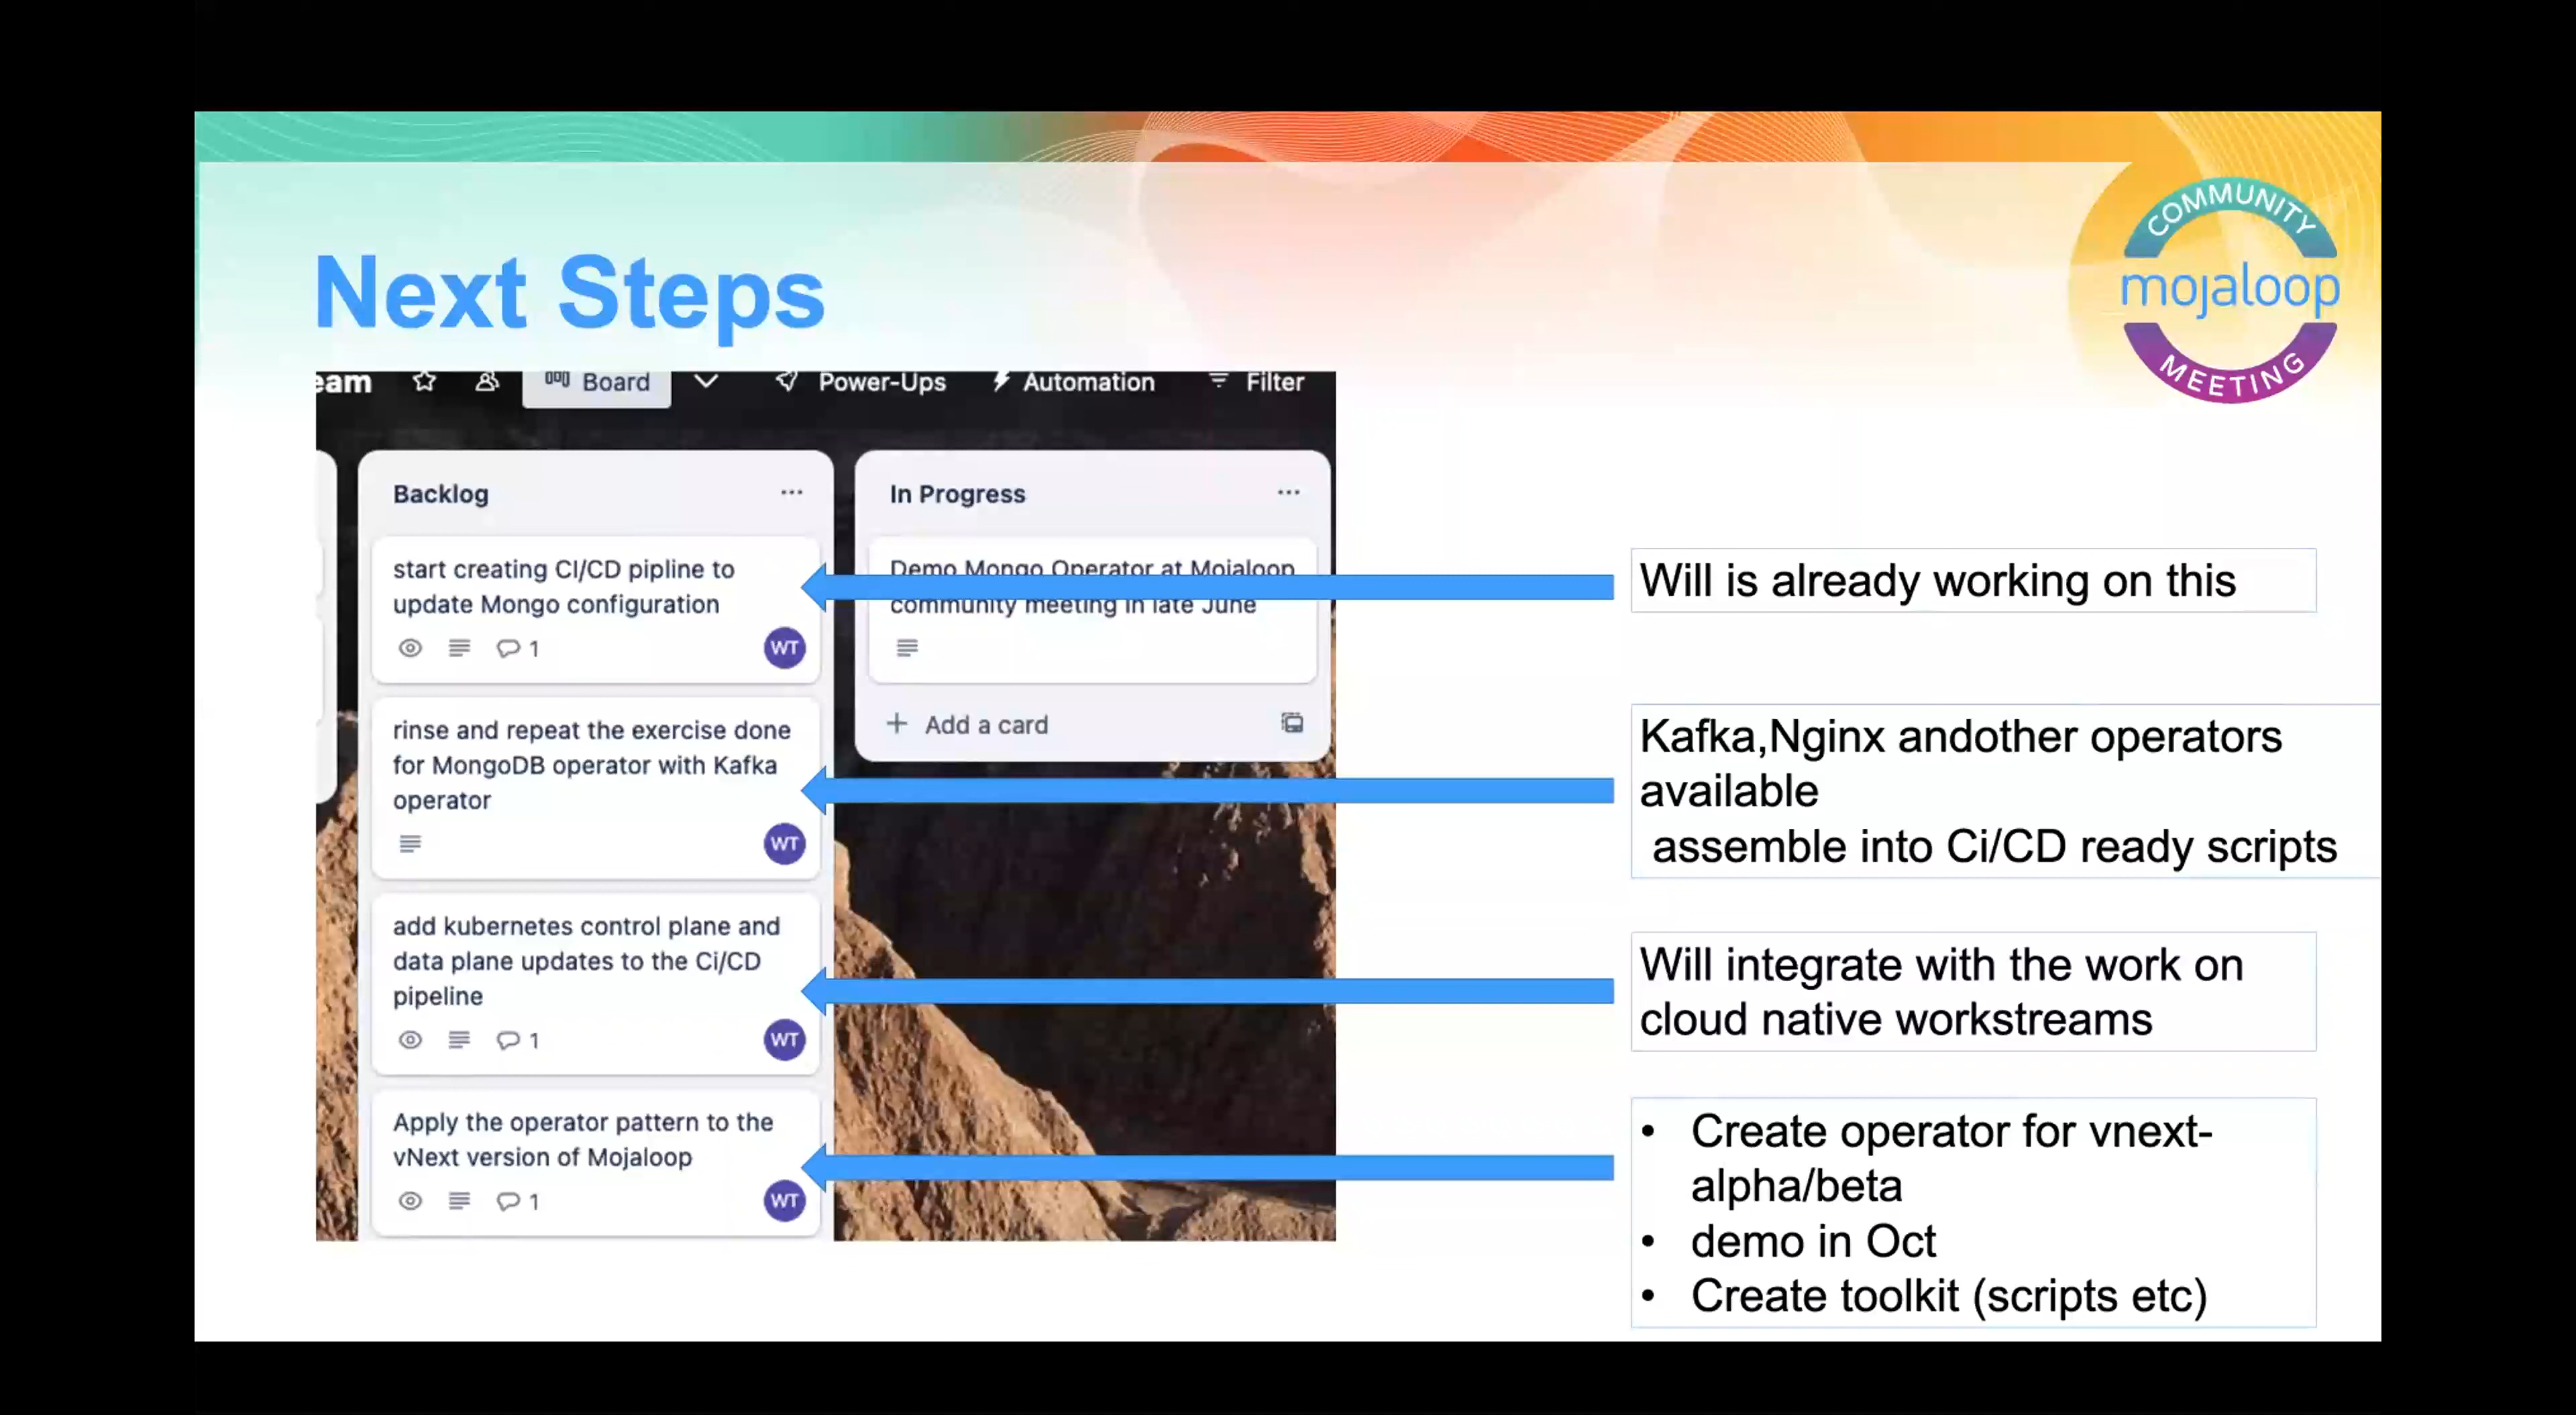 COMMUNITY
mojaloop
MEETING
Next Steps
eam
Board
Power-Ups
Automation
Filter
Backlog
start creating CI/CD pipline to
update Mongo configuration
1
WT
rinse and repeat the exercise done
for MongoDB operator with Kafka
operator
WT
add kubernetes control plane and
data plane updates to the Ci/CD
pipeline
1
WT
Apply the operator pattern to the
vNext version of Mojaloop
1
WT
In Progress
Demo Mongo Operator at Mojaloop
community meeting in late June
+ Add a card
Will is already working on this
Kafka,Nginx andother operators
available
assemble into Ci/CD ready scripts
Will integrate with the work on
cloud native workstreams
• Create operator for vnext-
alpha/beta
• demo in Oct
• Create toolkit (scripts etc)